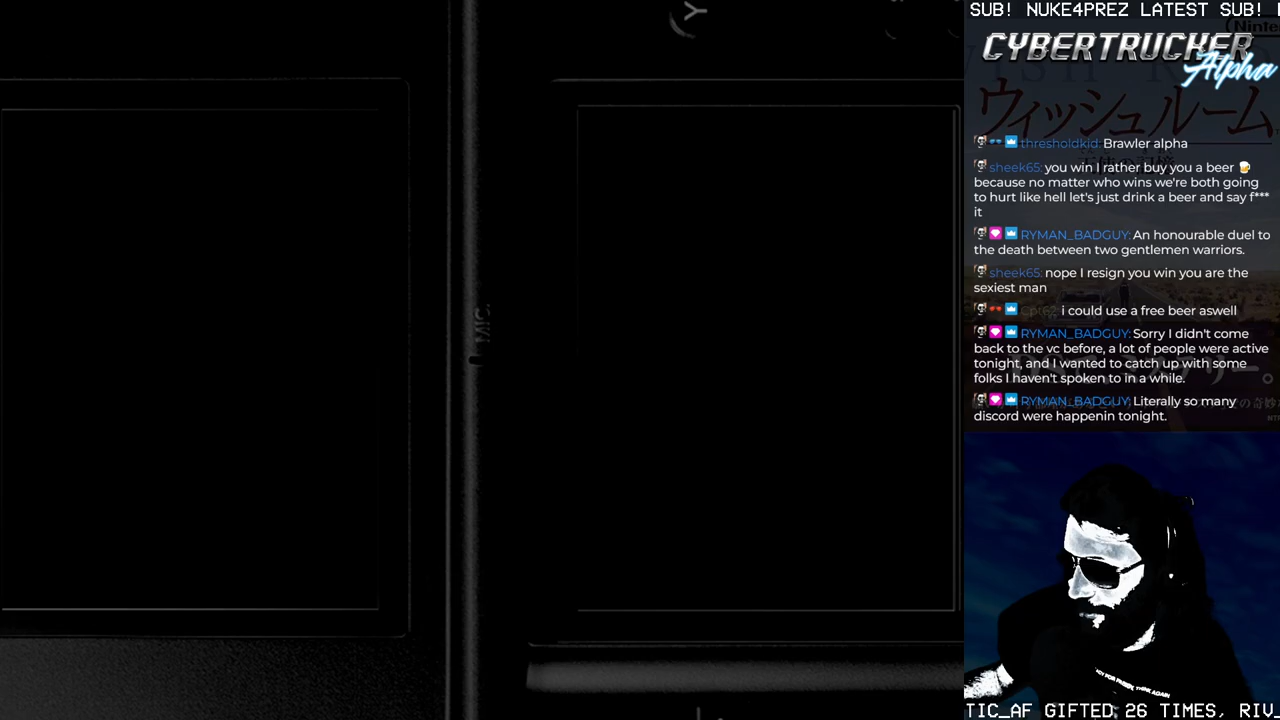 SUB! NUKE4PREZ LATEST SUB!
CYBERTRUCKER
Alpha
ウィッシュルーム
thresholdkid: Brawler alpha
sheek65: you win I rather buy you a beer 🍺
because no matter who wins we're both going
to hurt like hell let's just drink a beer and say f***
it
RYMAN_BADGUY: An honourable duel to
the death between two gentlemen warriors.
sheek65: nope I resign you win you are the
sexiest man
i could use a free beer aswell
RYMAN_BADGUY: Sorry I didn't come
back to the vc before, a lot of people were active
tonight, and I wanted to catch up with some
folks I haven't spoken to in a while.
RYMAN_BADGUY: Literally so many
discord were happenin tonight.
Y
MIC
TIC_AF GIFTED 26 TIMES, RIV